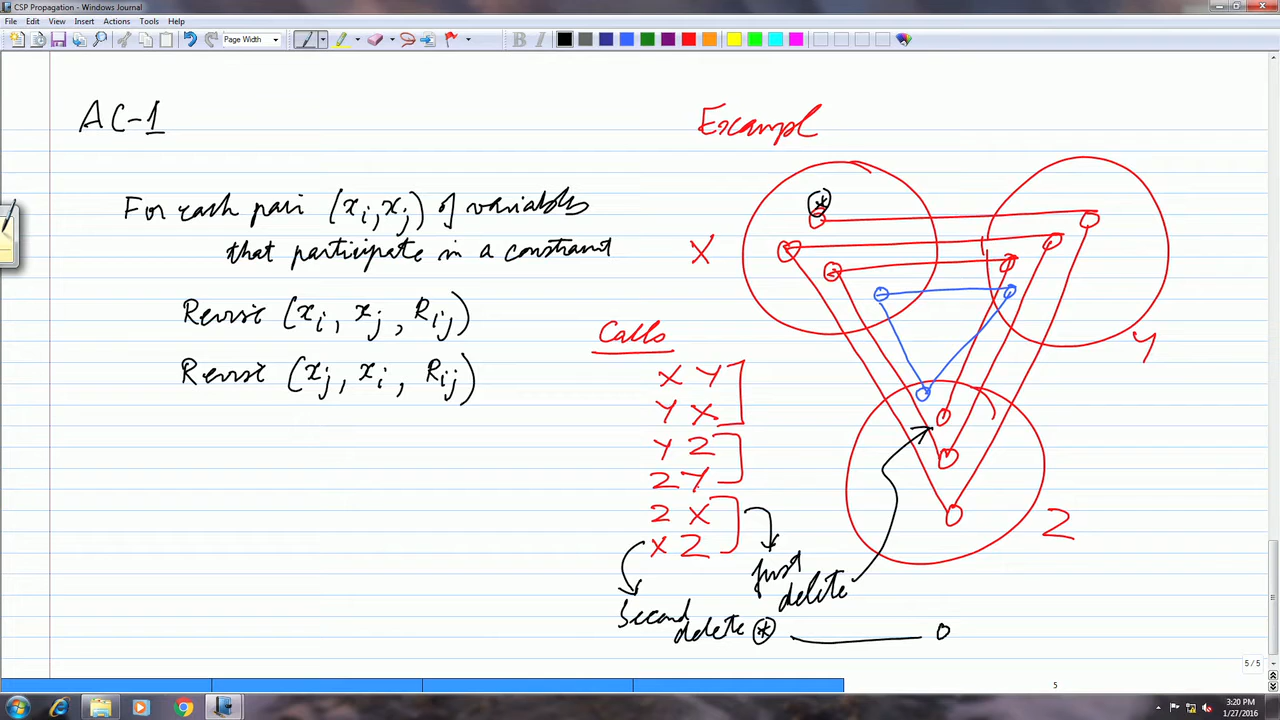 CSP Propagation - Windows Journal
File Edit View Insert Actions Tools Help
Page Width
B I
AC-1
For each pair (xi, xj) of variables
that participate in a constraint
Revise (xi, xj, Rij)
Revise (xj, xi, Rij)
Exampl
X
Y
Z
Calls
X Y
Y X
Y Z
Z Y
Z X
X Z
first
delete
Second
delete
5/5
5
3:20 PM
1/27/2016